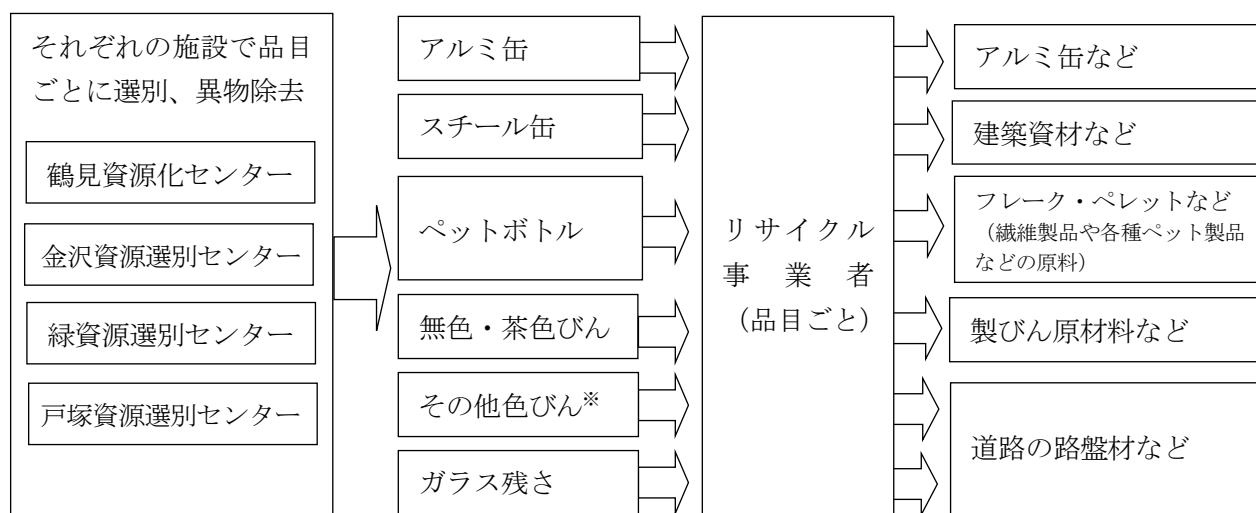 それぞれの施設で品目
ごとに選別、異物除去
鶴見資源化センター
金沢資源選別センター
緑資源選別センター
戸塚資源選別センター
アルミ缶
スチール缶
ペットボトル
無色・茶色びん
その他色びん※
ガラス残さ
リサイクル
事業者
（品目ごと）
アルミ缶など
建築資材など
フレーク・ペレットなど
（繊維製品や各種ペット製品
などの原料）
製びん原材料など
道路の路盤材など